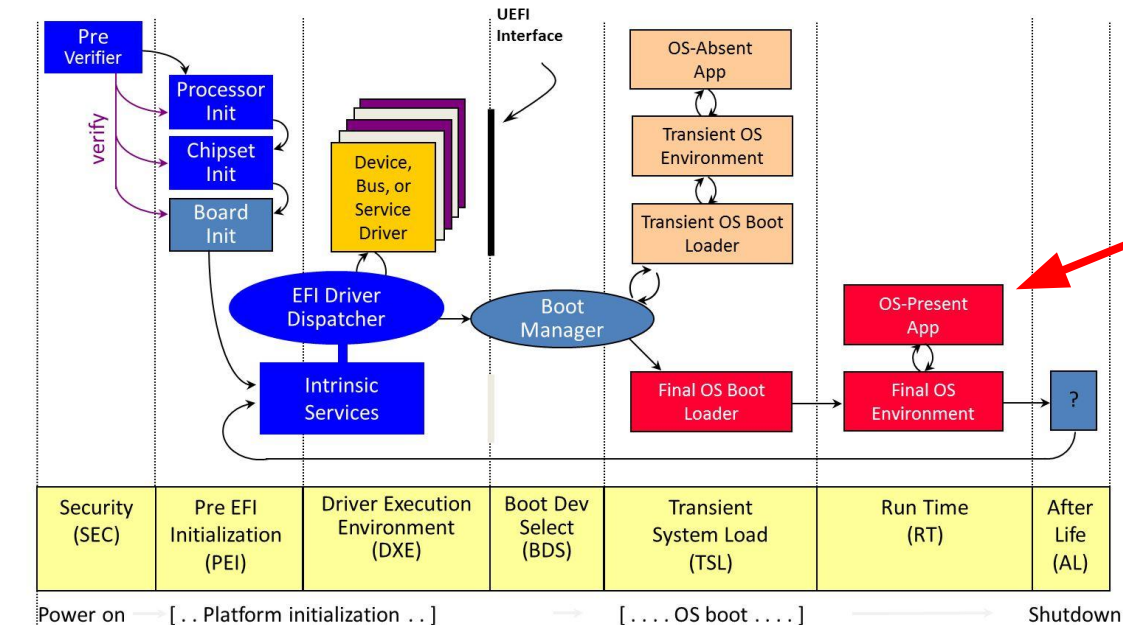 UEFI
Interface
Pre
Verifier
verify
Processor
Init
Chipset
Init
Board
Init
Device,
Bus, or
Service
Driver
EFI Driver
Dispatcher
Intrinsic
Services
Boot
Manager
OS-Absent
App
Transient OS
Environment
Transient OS Boot
Loader
Final OS Boot
Loader
OS-Present
App
Final OS
Environment
?
Security
(SEC)
Pre EFI
Initialization
(PEI)
Driver Execution
Environment
(DXE)
Boot Dev
Select
(BDS)
Transient
System Load
(TSL)
Run Time
(RT)
After
Life
(AL)
Power on
[ . . Platform initialization . . ]
[ . . . . OS boot . . . . ]
Shutdown